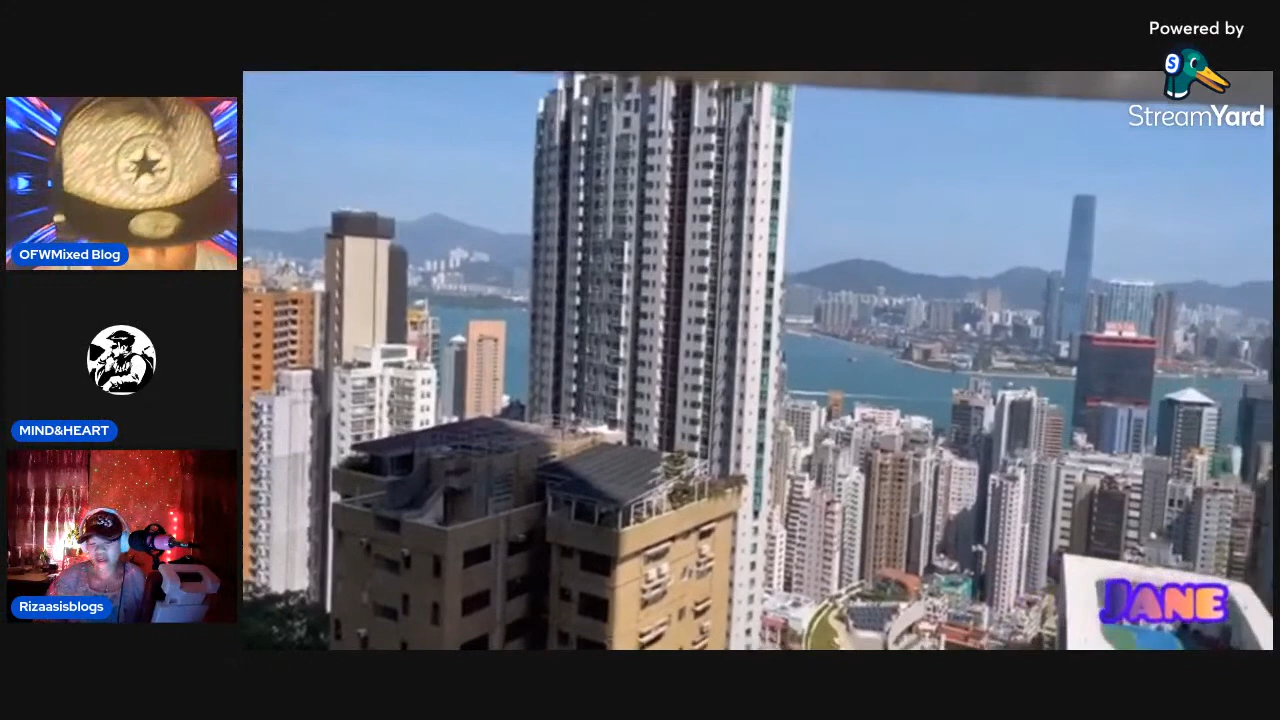 Powered by
S
StreamYard
OFWMixed Blog
MIND&HEART
Rizaasisblogs
JANE